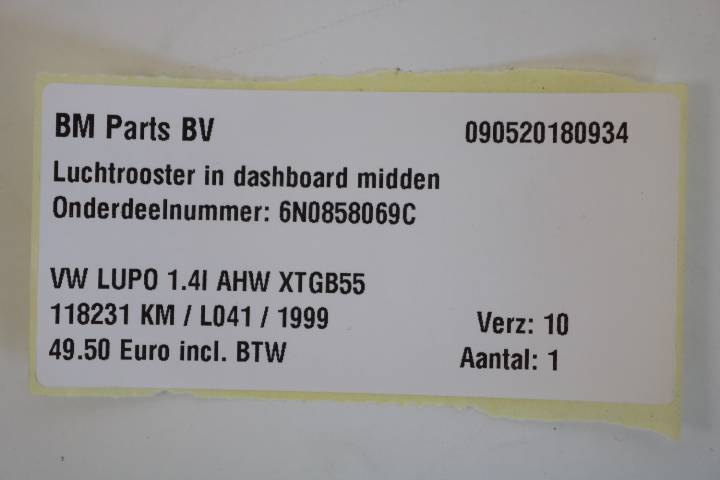 BM Parts BV 090520180934
Luchtrooster in dashboard midden
Onderdeelnummer: 6N0858069C
VW LUPO 1.4I AHW XTGB55
118231 KM / L041 / 1999 Verz: 10
49.50 Euro incl. BTW Aantal: 1